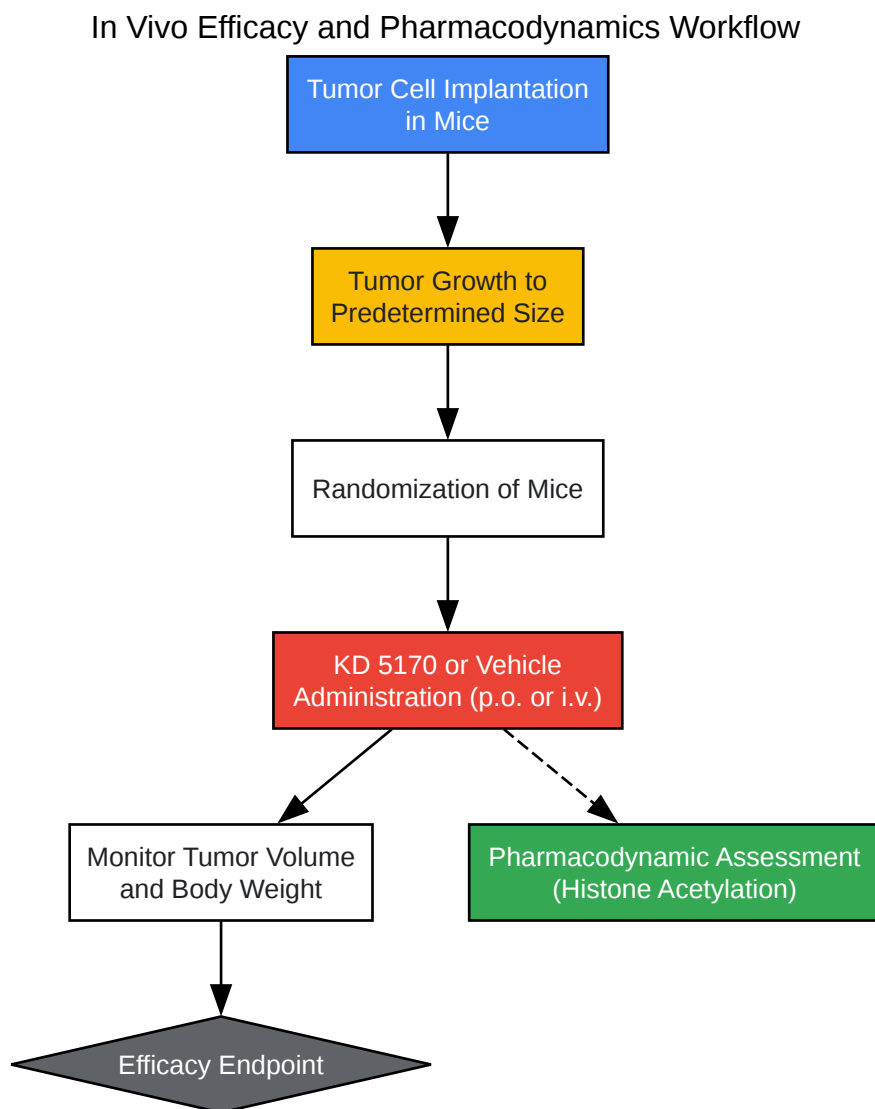 In Vivo Efficacy and Pharmacodynamics Workflow
Tumor Cell Implantation
in Mice
Tumor Growth to
Predetermined Size
Randomization of Mice
KD 5170 or Vehicle
Administration (p.o. or i.v.)
Monitor Tumor Volume
and Body Weight
Pharmacodynamic Assessment
(Histone Acetylation)
Efficacy Endpoint